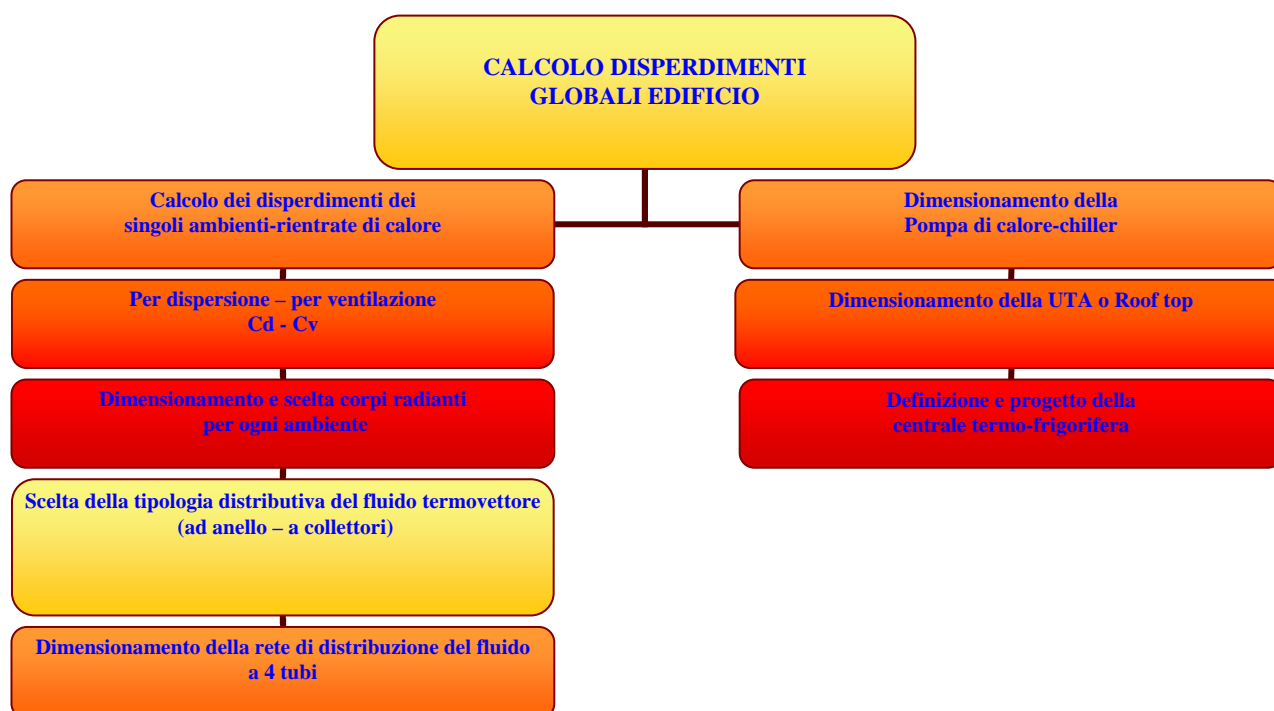 CALCOLO DISPERDIMENTI
GLOBALI EDIFICIO
Calcolo dei disperdimenti dei
singoli ambienti-rientrate di calore
Per dispersione – per ventilazione
Cd - Cv
Dimensionamento e scelta corpi radianti
per ogni ambiente
Scelta della tipologia distributiva del fluido termovettore
(ad anello – a collettori)
Dimensionamento della rete di distribuzione del fluido
a 4 tubi
Dimensionamento della
Pompa di calore-chiller
Dimensionamento della UTA o Roof top
Definizione e progetto della
centrale termo-frigorifera